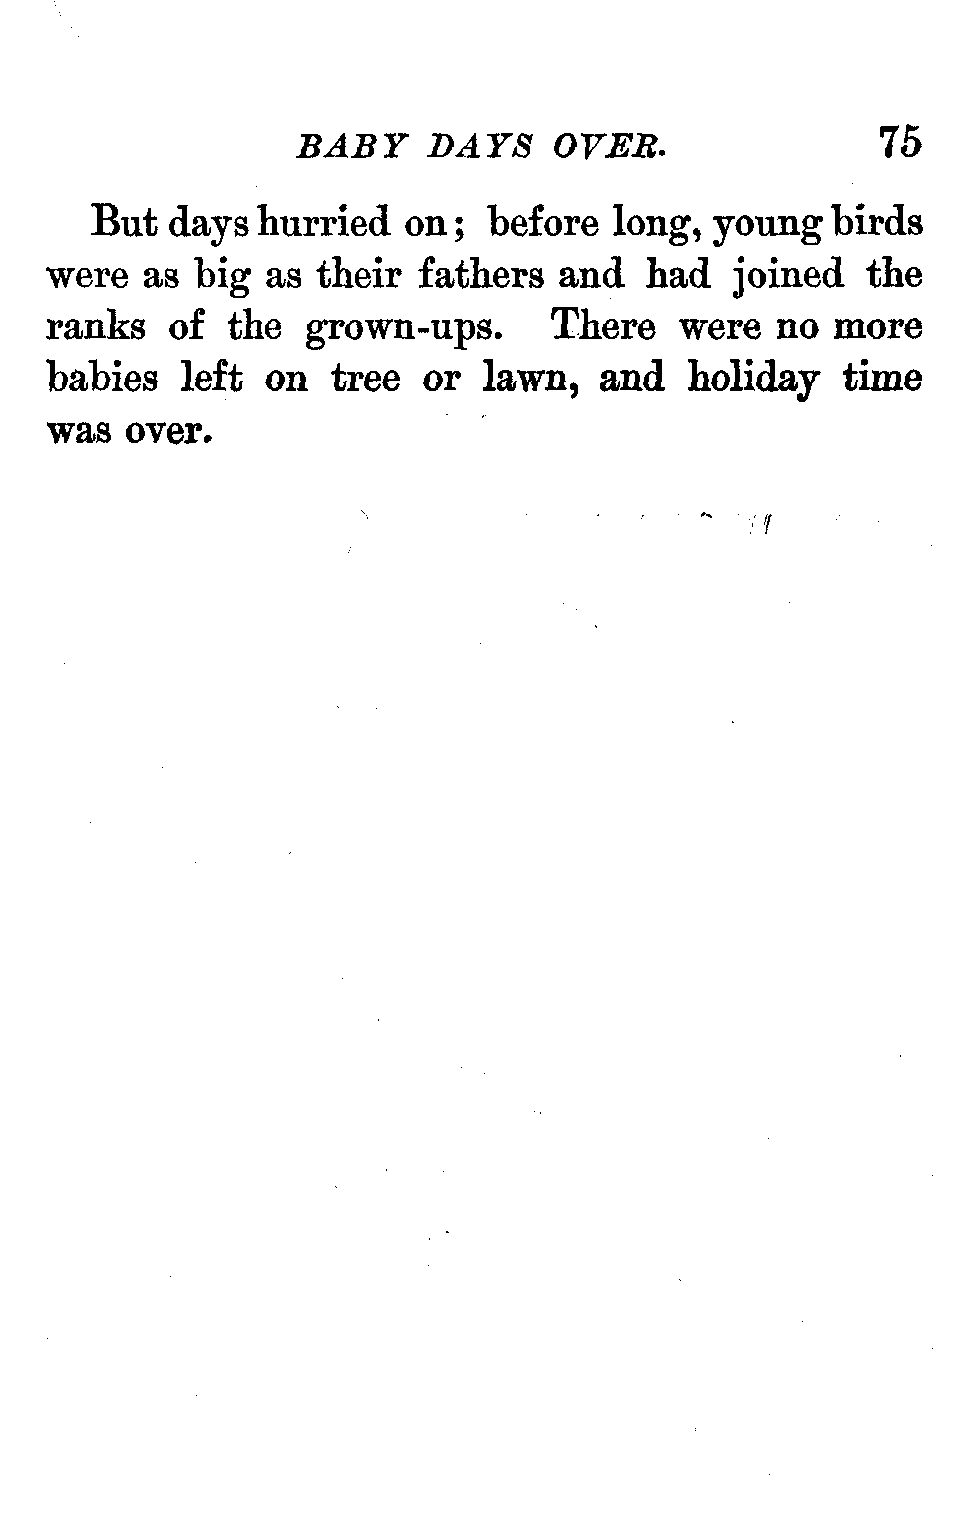 BABY DAYS OVER. 75
But days hurried on; before long, young birds
were as big as their fathers and had joined the
ranks of the grown-ups. There were no more
babies left on tree or lawn, and holiday time
was over.